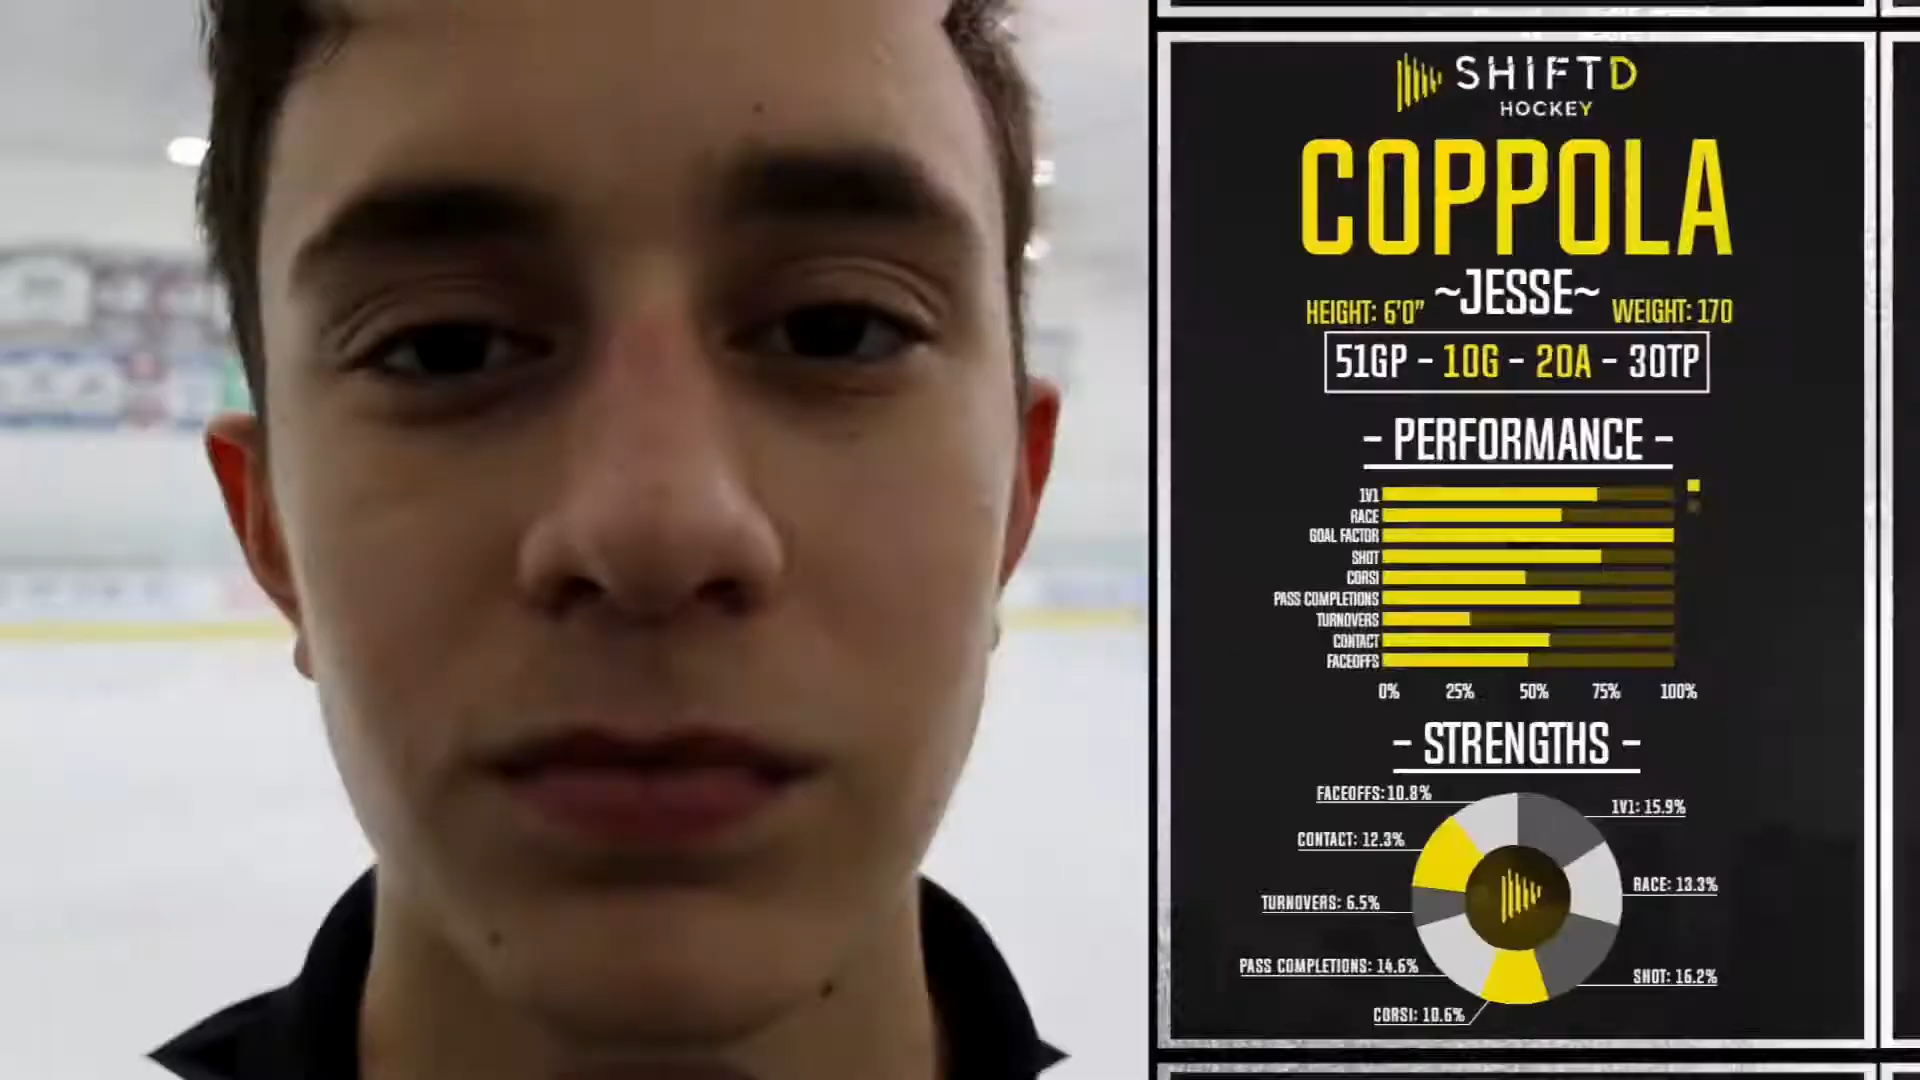 SHIFTD
HOCKEY
COPPOLA
~JESSE~
HEIGHT: 6'0" WEIGHT: 170
51GP - 10G - 20A - 30TP
- PERFORMANCE -
1V1
RACE
GOAL FACTOR
SHOT
CORSI
PASS COMPLETIONS
TURNOVERS
CONTACT
FACEOFFS
0% 25% 50% 75% 100%
- STRENGTHS -
FACEOFFS: 10.8%
1V1: 15.9%
CONTACT: 12.3%
RACE: 13.3%
TURNOVERS: 6.5%
PASS COMPLETIONS: 14.6%
SHOT: 16.2%
CORSI: 10.6%